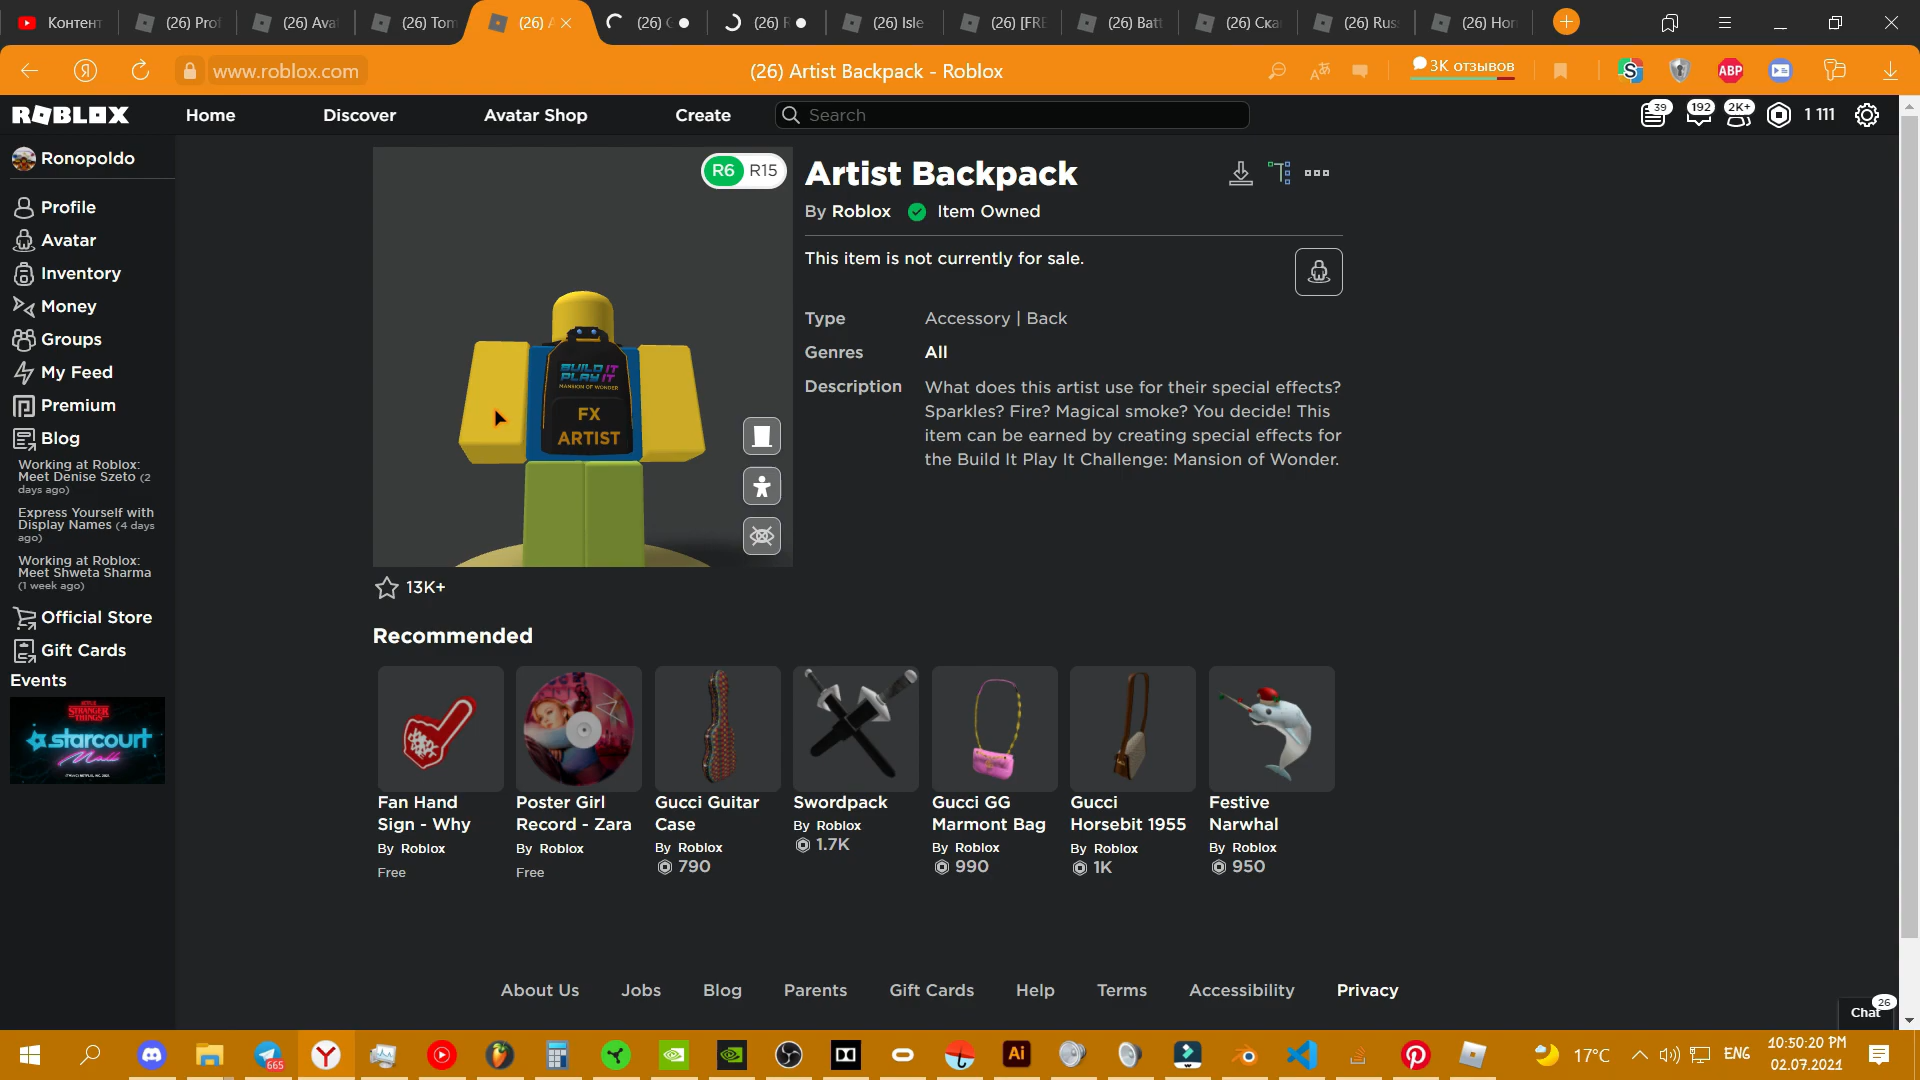 Контент
(26) Prof
(26) Avat
(26) Tom
(26) A
(26)
(26)
(26) Isle
(26) [FRE
(26) Batt
(26) Ска
(26) Rus
(26) Hor
www.roblox.com
(26) Artist Backpack - Roblox
3K отзывов
ABP
ROBLOX
Home
Discover
Avatar Shop
Create
Search
39
192
2K+
1 111
Ronopoldo
Profile
Avatar
Inventory
Money
Groups
My Feed
Premium
Blog
Working at Roblox:
Meet Denise Szeto (2
days ago)
Express Yourself with
Display Names (4 days
ago)
Working at Roblox:
Meet Shweta Sharma
(1 week ago)
Official Store
Gift Cards
Events
STRANGER
THINGS
starcourt
Mall
R6 R15
BUILD IT
PLAY IT
MANSION OF WONDER
FX
ARTIST
Artist Backpack
By Roblox Item Owned
This item is not currently for sale.
Type Accessory | Back
Genres All
Description What does this artist use for their special effects?
Sparkles? Fire? Magical smoke? You decide! This
item can be earned by creating special effects for
the Build It Play It Challenge: Mansion of Wonder.
13K+
Recommended
Fan Hand
Sign - Why
By Roblox
Free
Poster Girl
Record - Zara
By Roblox
Free
Gucci Guitar
Case
By Roblox
790
Swordpack
By Roblox
1.7K
Gucci GG
Marmont Bag
By Roblox
990
Gucci
Horsebit 1955
By Roblox
1K
Festive
Narwhal
By Roblox
950
About Us
Jobs
Blog
Parents
Gift Cards
Help
Terms
Accessibility
Privacy
Chat
26
665
Ai
17°C
ENG
10:50:20 PM
02.07.2021